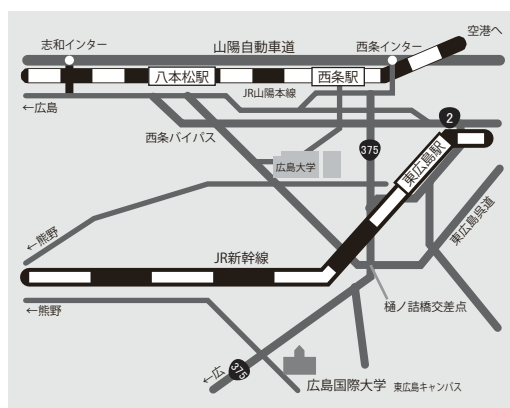 空港へ
志和インター
山陽自動車道
西条インター
八本松駅
西条駅
JR山陽本線
←広島
2
西条バイパス
375
広島大学
東広島駅
東広島呉道
←熊野
JR新幹線
←熊野
樋ノ詰橋交差点
←広
375
広島国際大学 東広島キャンパス